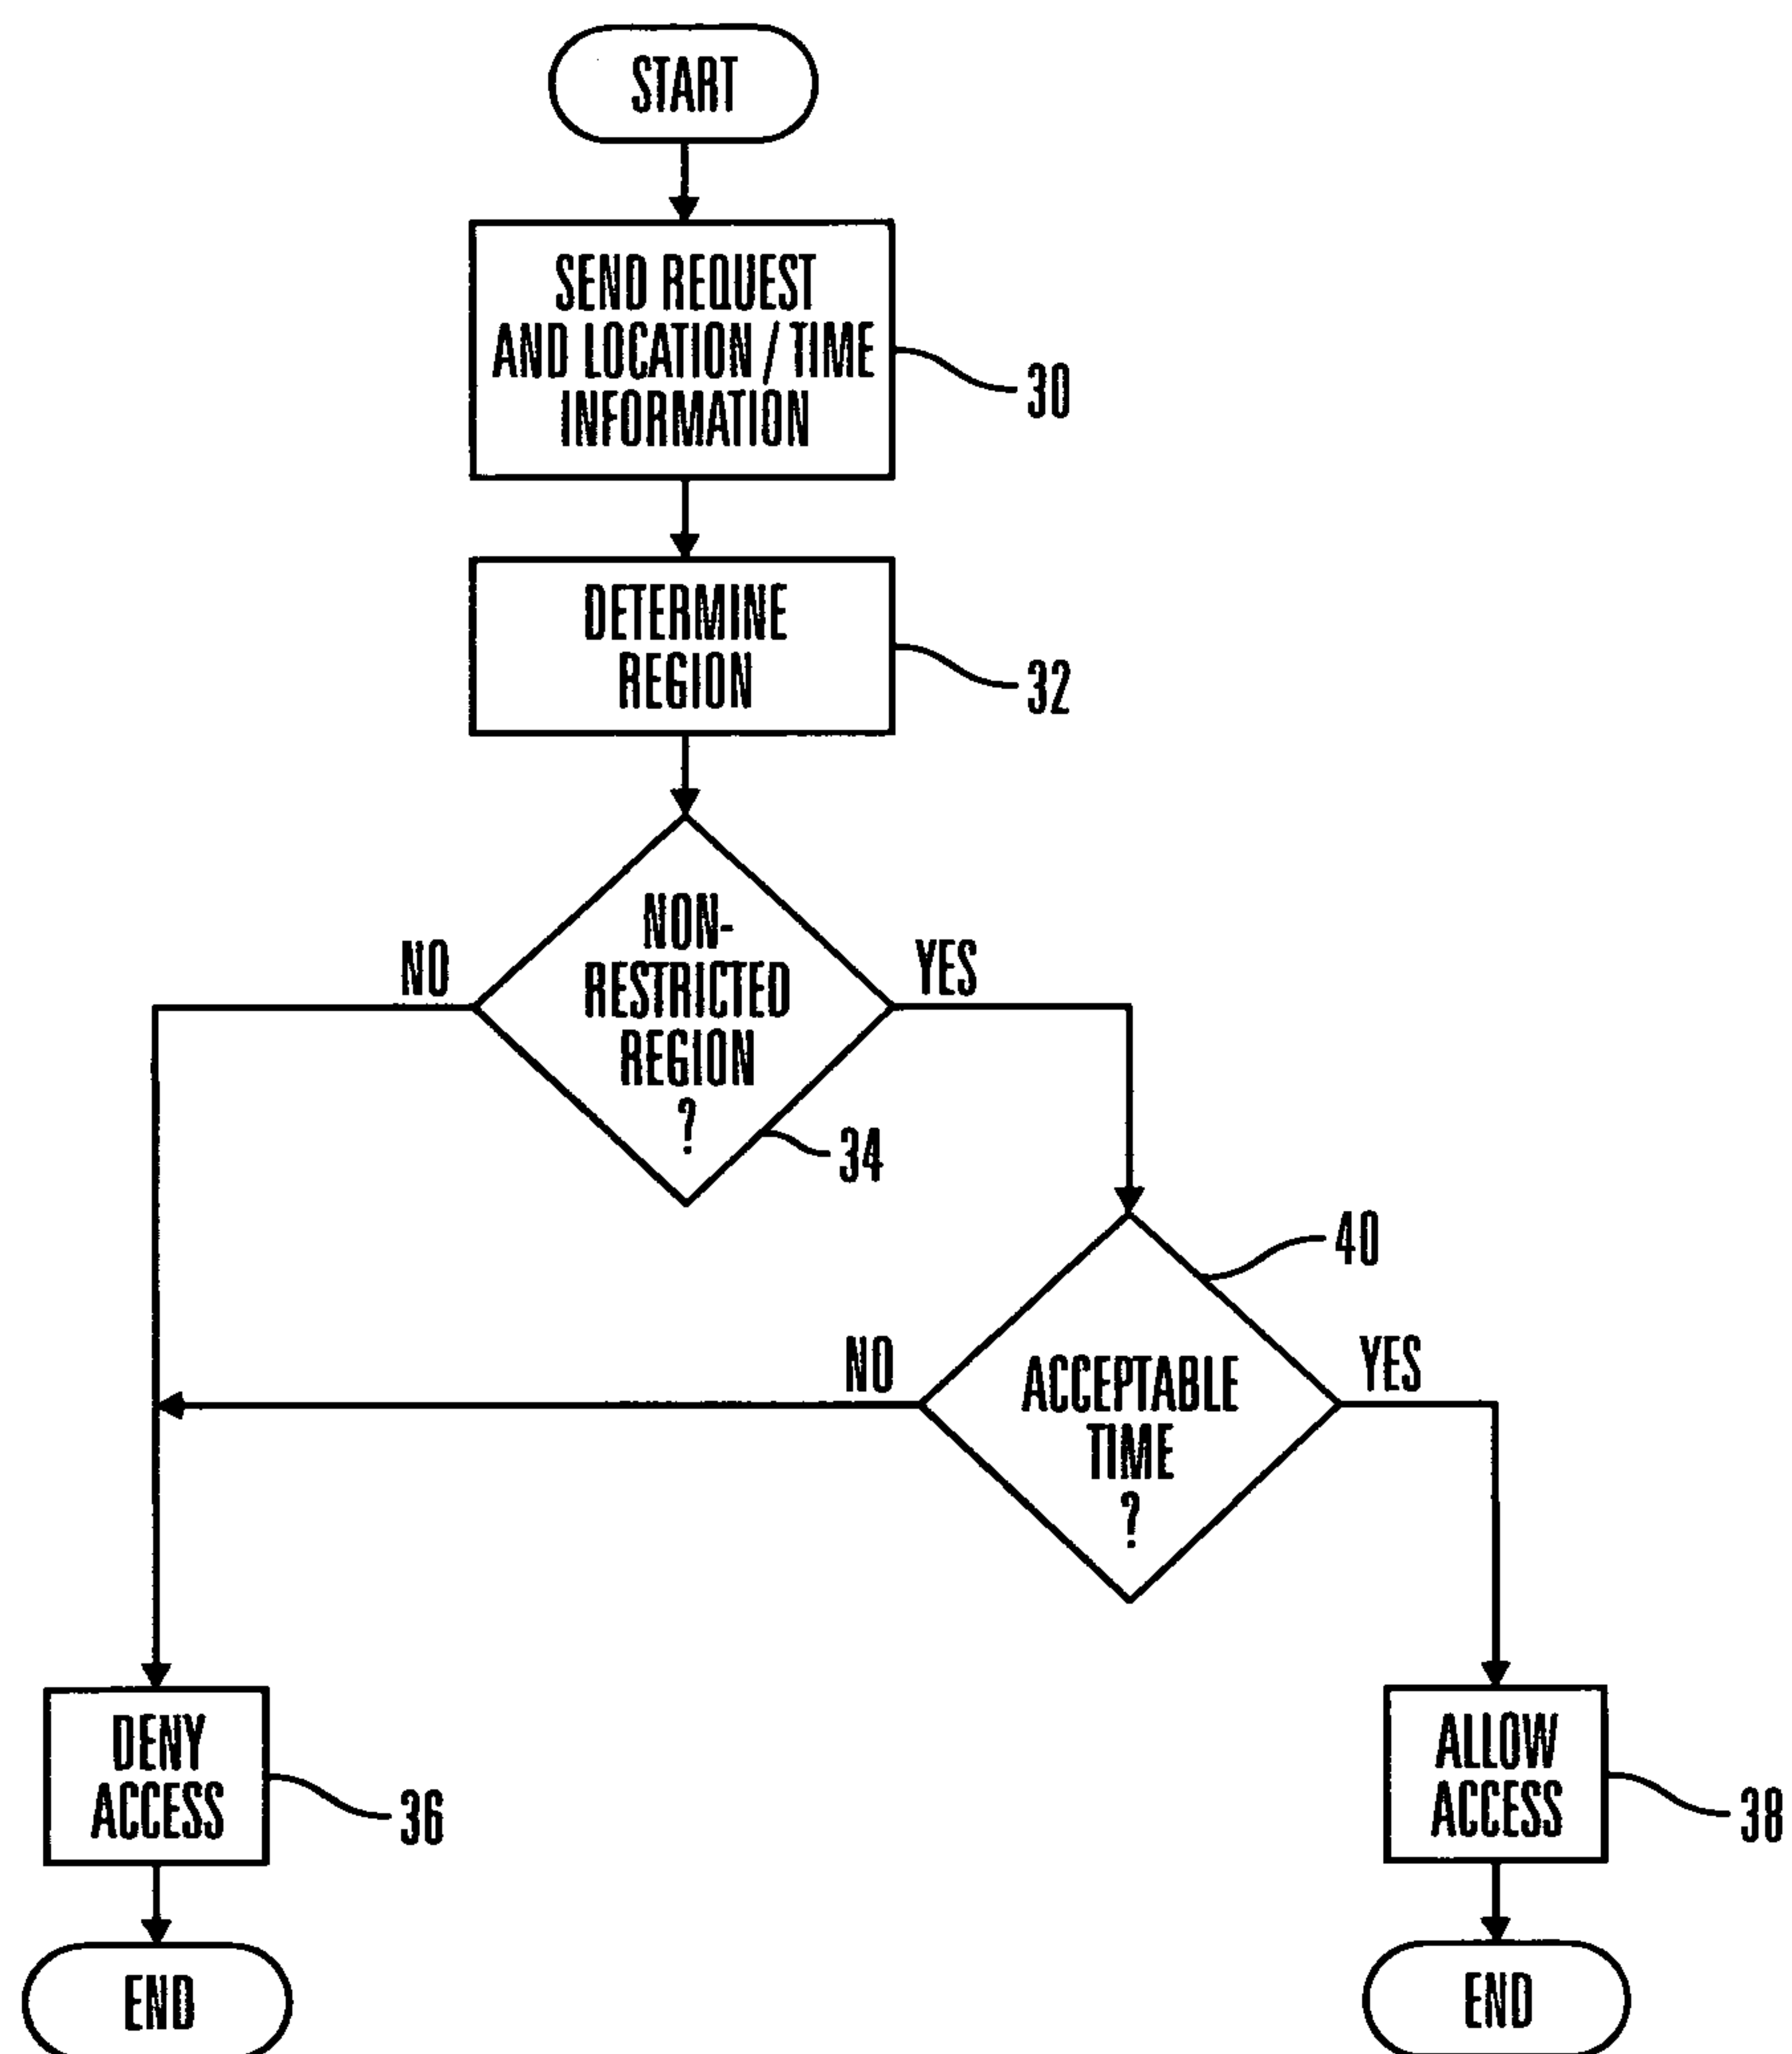 START
SEND REQUEST
AND LOCATION / TIME
INFORMATION
30
DETERMINE
REGION
32
NON-
RESTRICTED
REGION
?
NO
YES
34
40
ACCEPTABLE
TIME
?
NO
YES
DENY
ACCESS
36
ALLOW
ACCESS
38
END
END